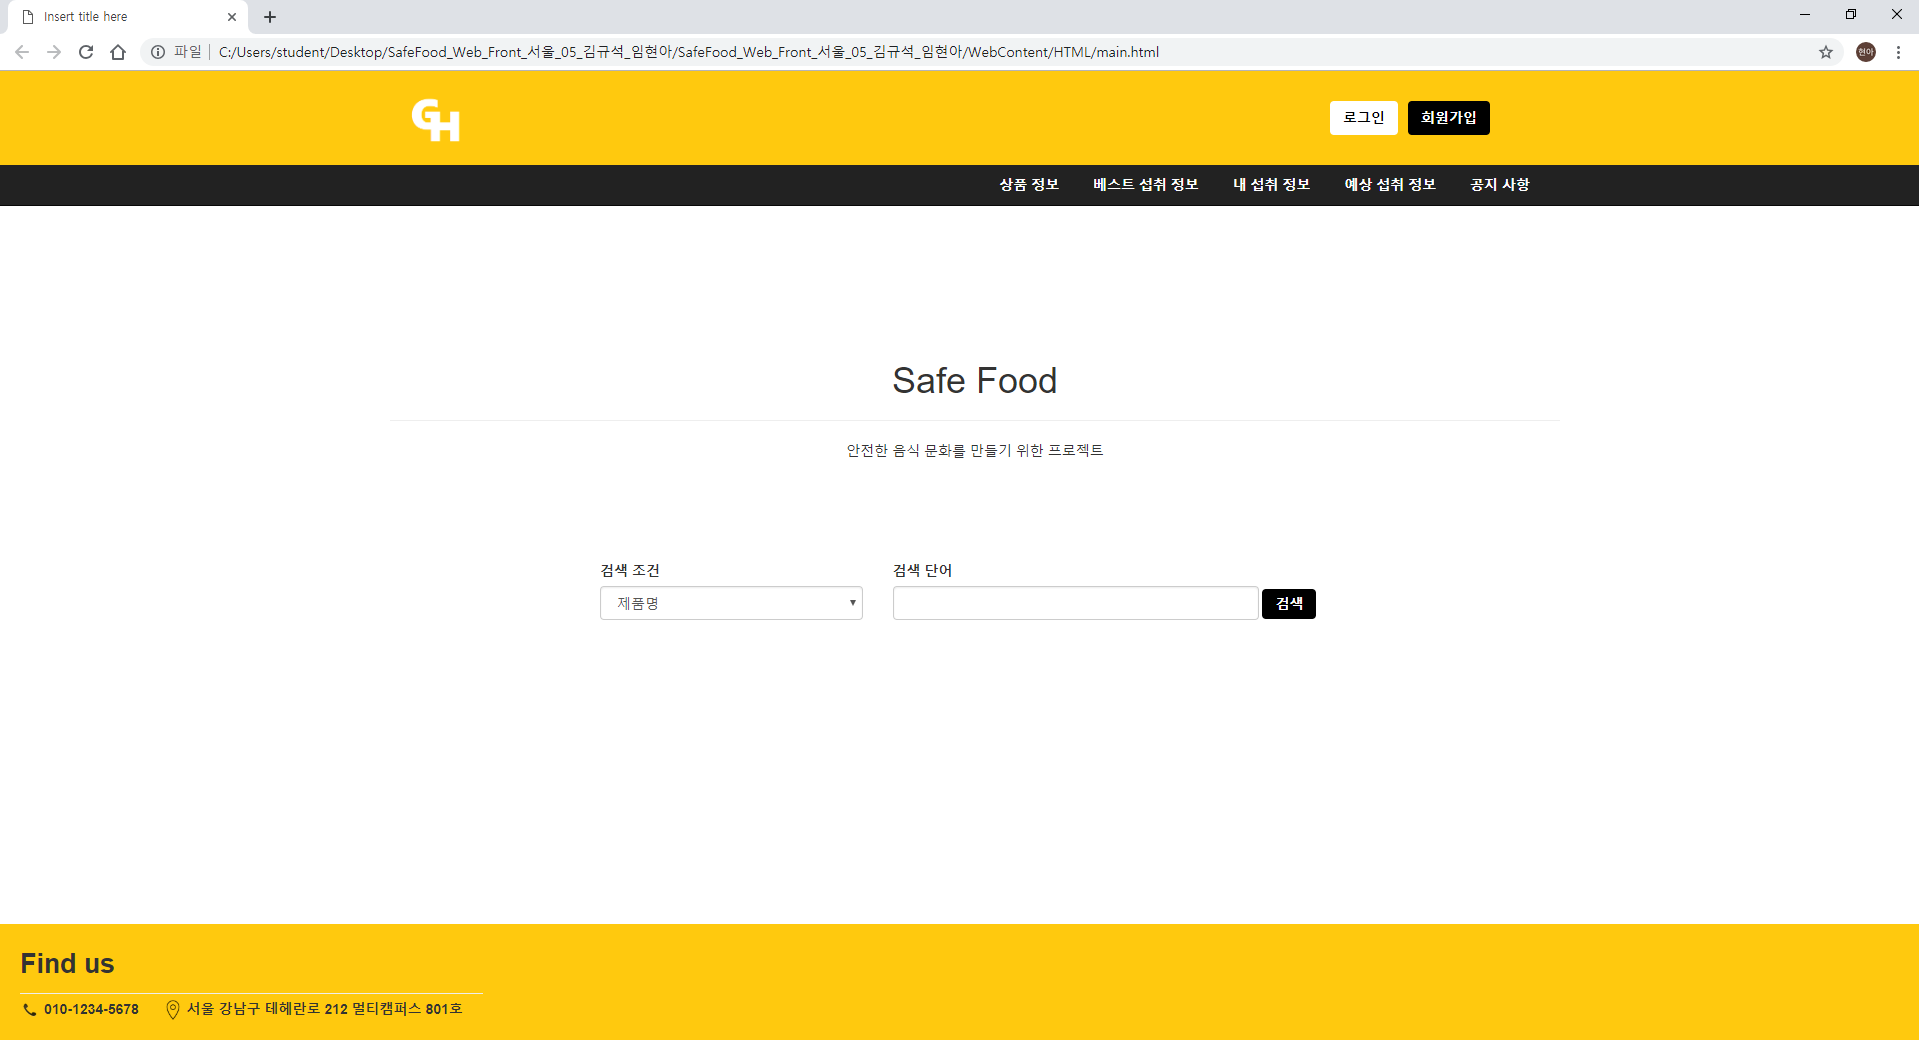 Insert title here
파일 C:/Users/student/Desktop/SafeFood_Web_Front_서울_05_김규석_임현아/SafeFood_Web_Front_서울_05_김규석_임현아/WebContent/HTML/main.html 현아
GH 로그인 회원가입
상품 정보 베스트 섭취 정보 내 섭취 정보 예상 섭취 정보 공지 사항
Safe Food
안전한 음식 문화를 만들기 위한 프로젝트
검색 조건 검색 단어
제품명 검색
Find us
010-1234-5678 서울 강남구 테헤란로 212 멀티캠퍼스 801호